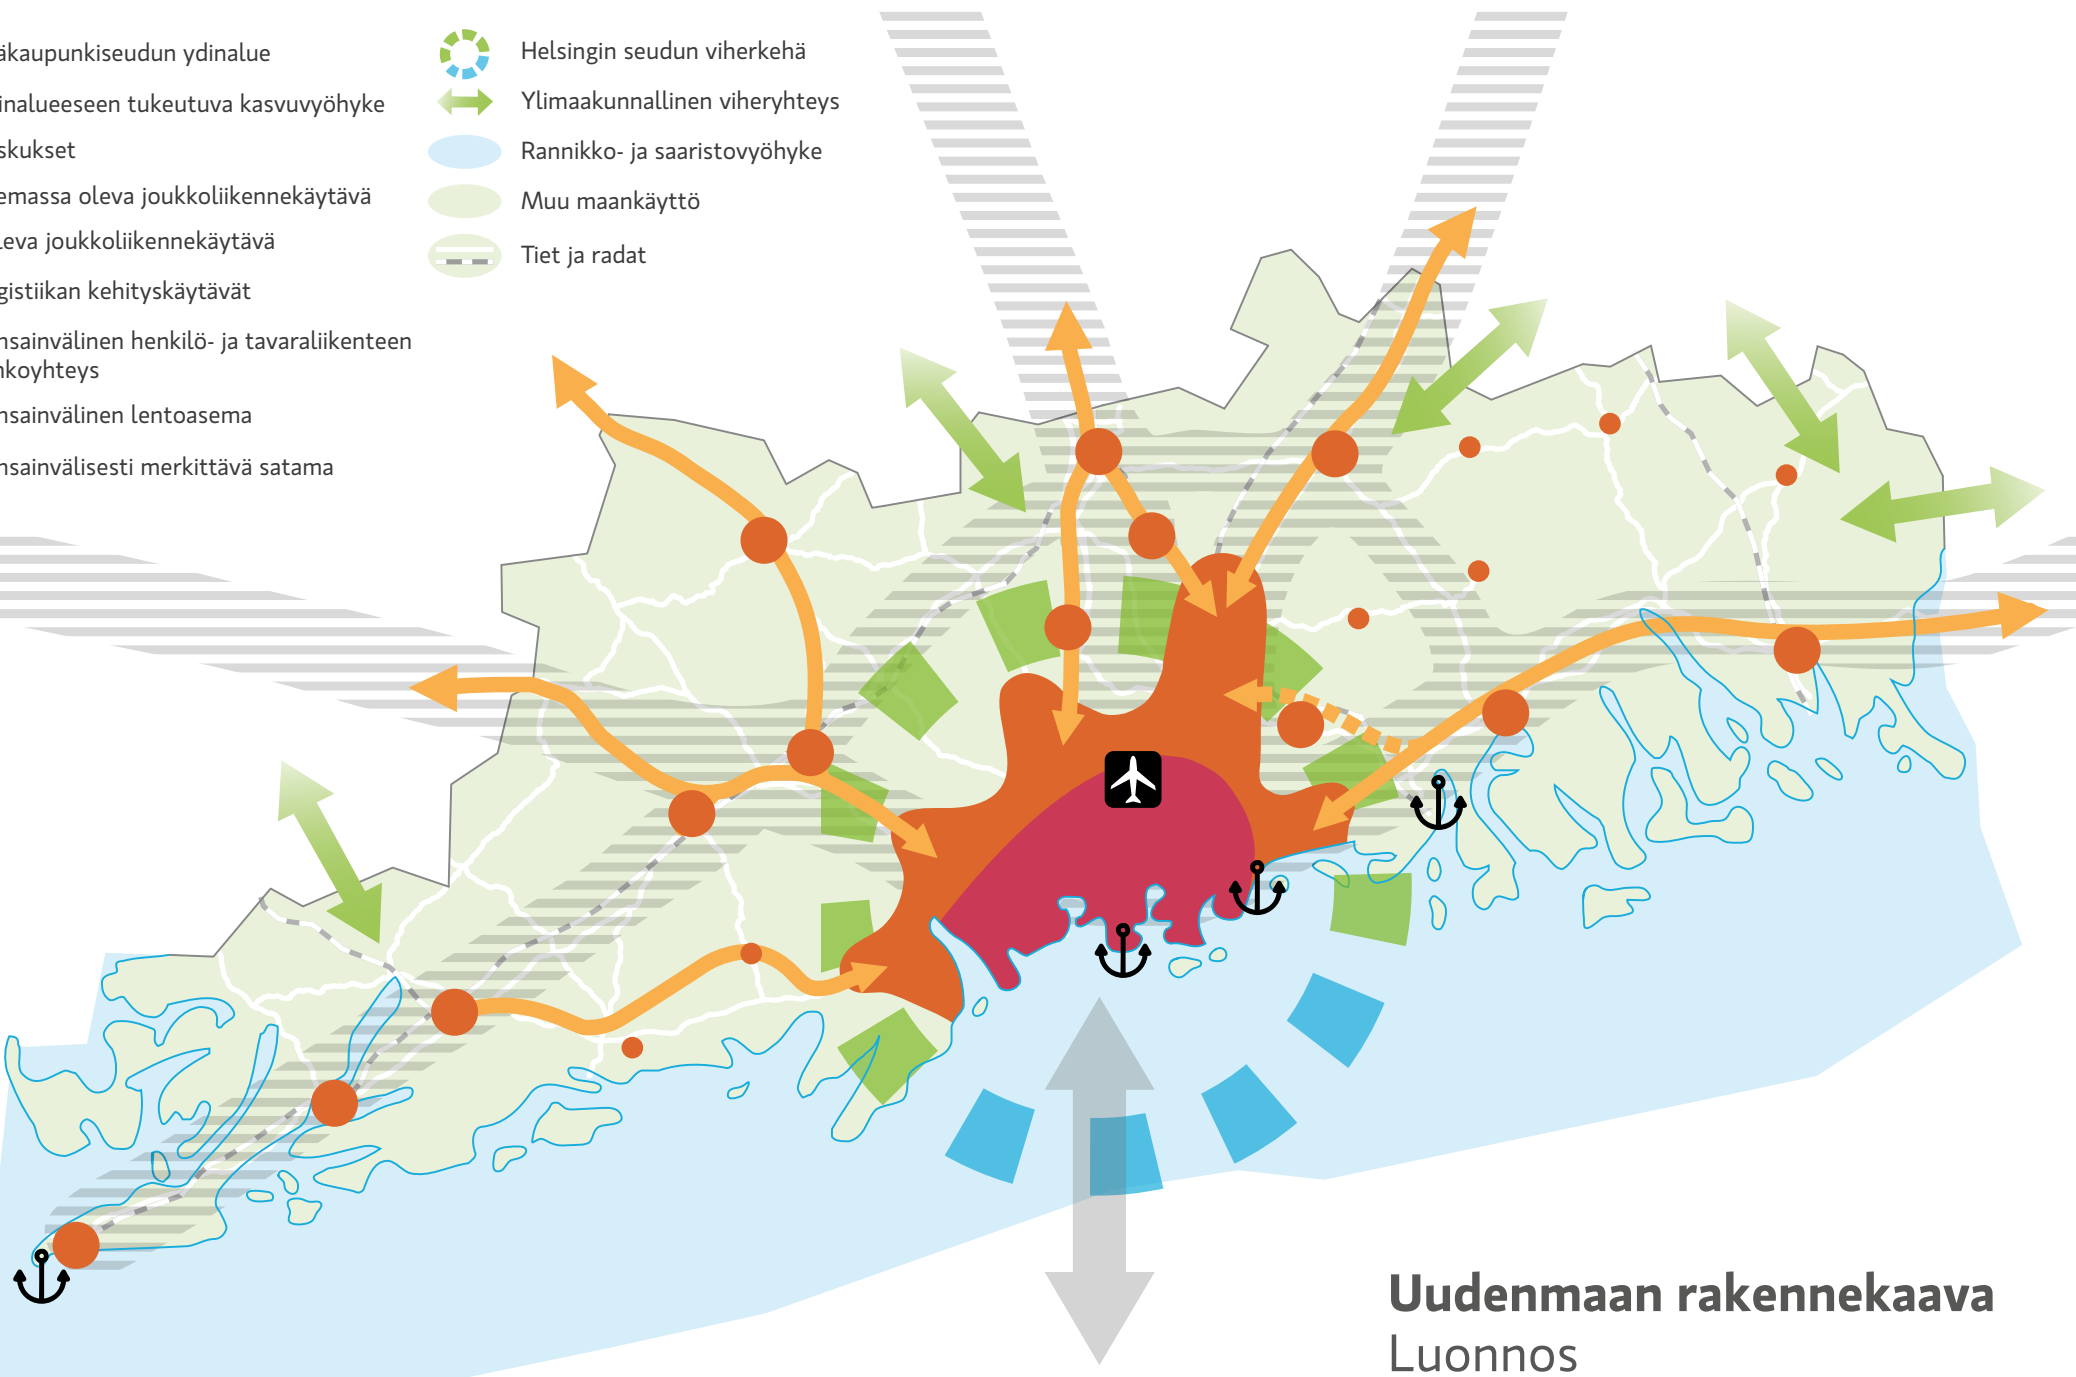 äkaupunkiseudun ydinalue
inalueeseen tukeutuva kasvuvyöhyke
skukset
emassa oleva joukkoliikennekäytävä
leva joukkoliikennekäytävä
gistiikan kehityskäytävät
nsainvälinen henkilö- ja tavaraliikenteen
nkoyhteys
nsainvälinen lentoasema
nsainvälisesti merkittävä satama
Helsingin seudun viherkehä
Ylimaakunnallinen viheryhteys
Rannikko- ja saaristovyöhyke
Muu maankäyttö
Tiet ja radat
Uudenmaan rakennekaava
Luonnos